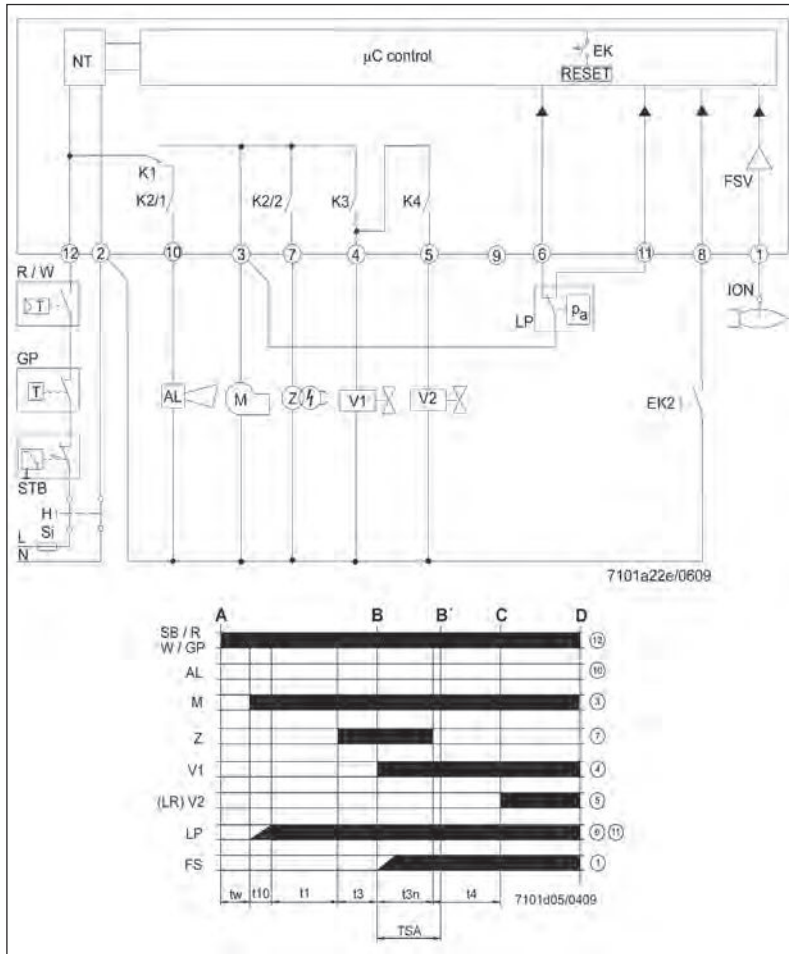 NT
µC control
EK
RESET
K1
K2/1
K2/2
K3
K4
FSV
12 2 10 3 7 4 5 9 6 11 8 1
R / W
T
GP
T
STB
H
Si
L
N
AL
M
Z
V1
V2
LP
Pa
ION
EK2
7101a22e/0609
A B B´ C D
SB / R
W / GP 12
AL 10
M 3
Z 7
V1 4
(LR) V2 5
LP 6 11
FS 1
tw t10 t1 t3 t3n t4 7101d05/0409
TSA